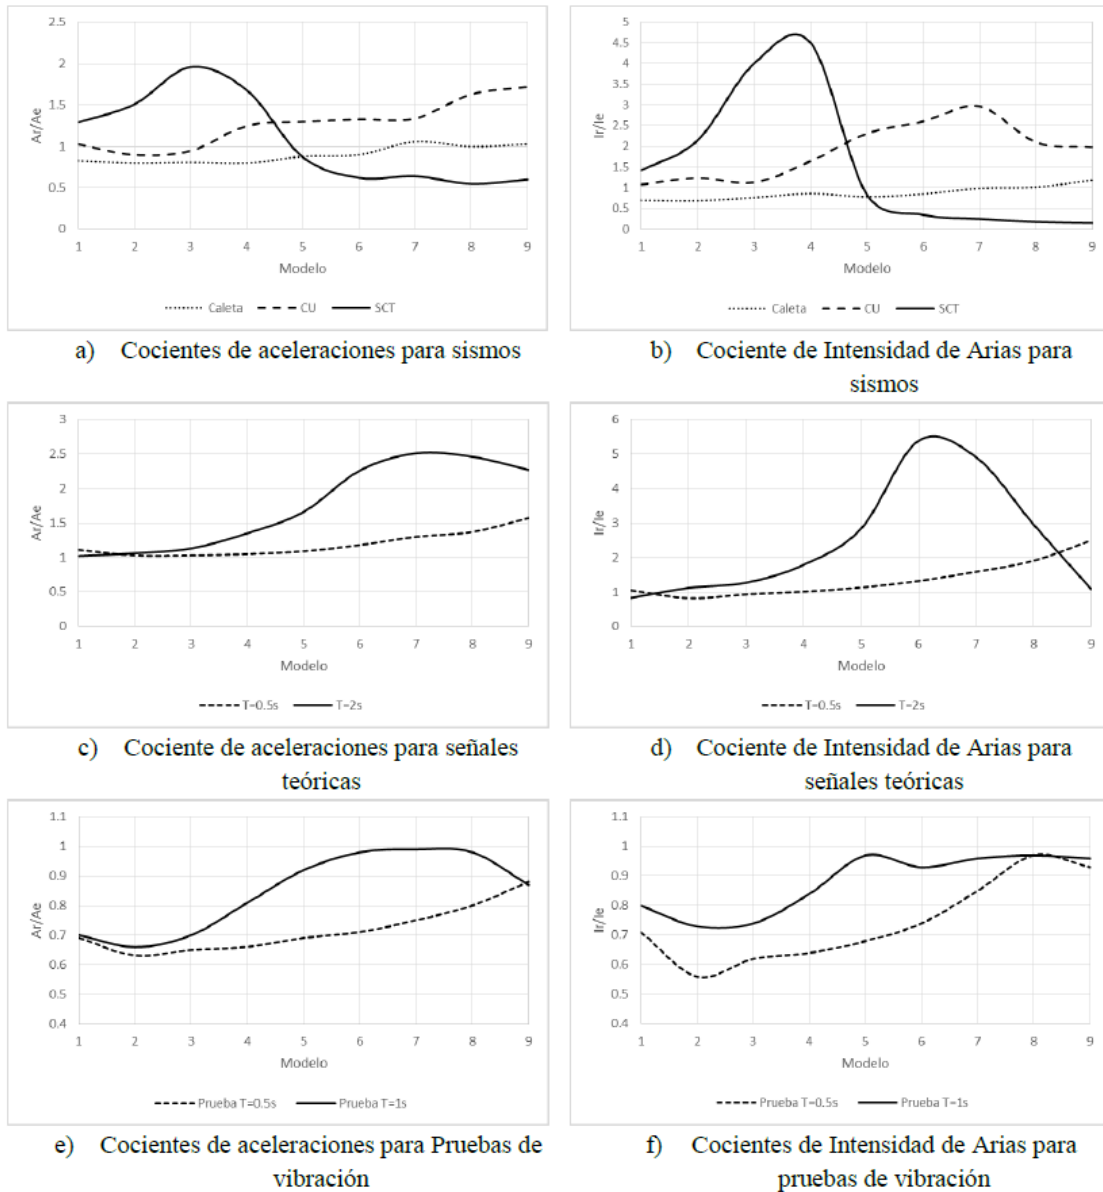 2.5
2
1.5
1
0.5
0
Ar/Ae
1 2 3 4 5 6 7 8 9
Modelo
Caleta CU SCT
a) Cocientes de aceleraciones para sismos
5
4.5
4
3.5
3
2.5
2
1.5
1
0.5
0
Ir/Ie
1 2 3 4 5 6 7 8 9
Modelo
Caleta CU SCT
b) Cociente de Intensidad de Arias para
sismos
3
2.5
2
1.5
1
0.5
0
Ar/Ae
1 2 3 4 5 6 7 8 9
Modelo
T=0.5s T=2s
c) Cociente de aceleraciones para señales
teóricas
6
5
4
3
2
1
0
Ir/Ie
1 2 3 4 5 6 7 8 9
Modelo
T=0.5s T=2s
d) Cociente de Intensidad de Arias para
señales teóricas
1.1
1
0.9
0.8
0.7
0.6
0.5
0.4
Ar/Ae
1 2 3 4 5 6 7 8 9
Modelo
Prueba T=0.5s Prueba T=1s
e) Cocientes de aceleraciones para Pruebas de
vibración
1.1
1
0.9
0.8
0.7
0.6
0.5
0.4
Ir/Ie
1 2 3 4 5 6 7 8 9
Modelo
Prueba T=0.5s Prueba T=1s
f) Cocientes de Intensidad de Arias para
pruebas de vibración